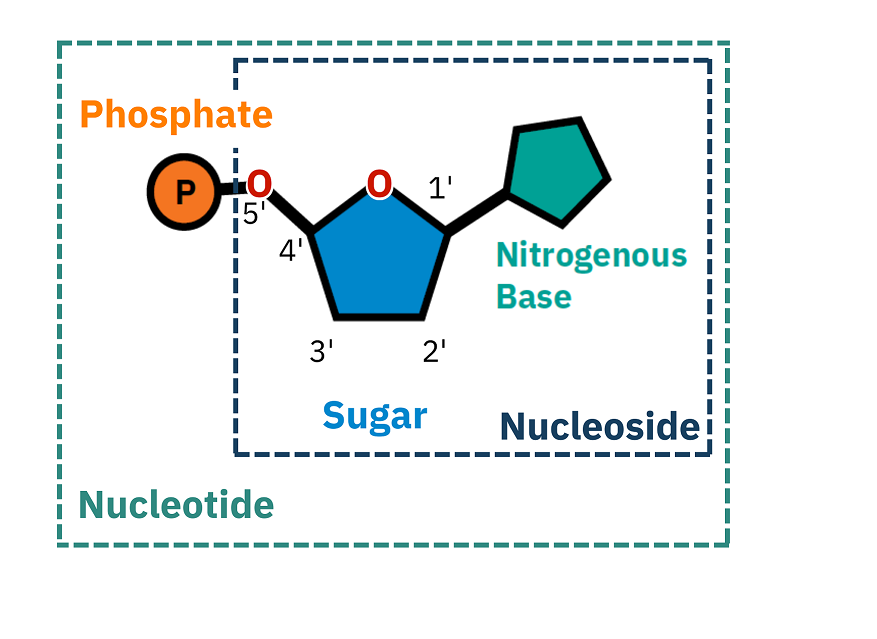 Phosphate
P
O
O
1'
5'
4'
Nitrogenous
Base
3'
2'
Sugar
Nucleoside
Nucleotide